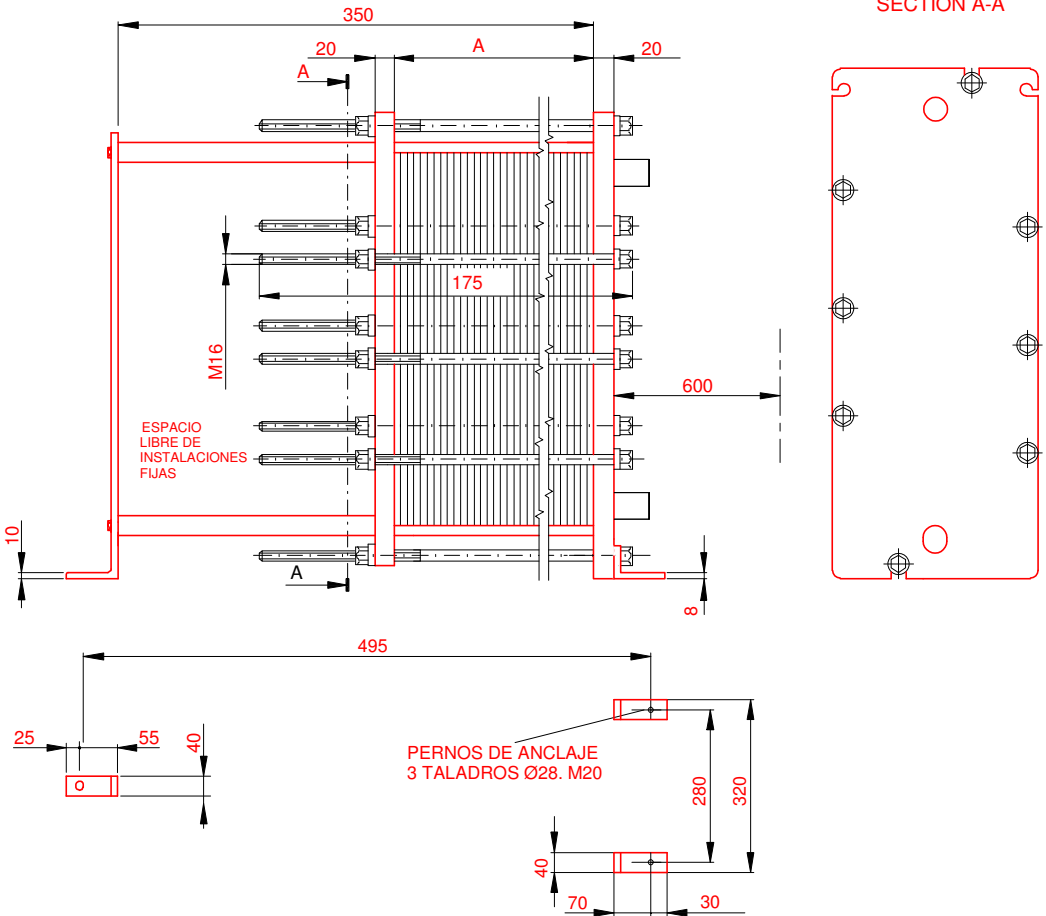 SECTION A-A
350
20
A
20
A
175
M16
600
ESPACIO
LIBRE DE
INSTALACIONES
FIJAS
10
A
8
495
25
55
40
PERNOS DE ANCLAJE
3 TALADROS Ø28. M20
280
320
40
70
30